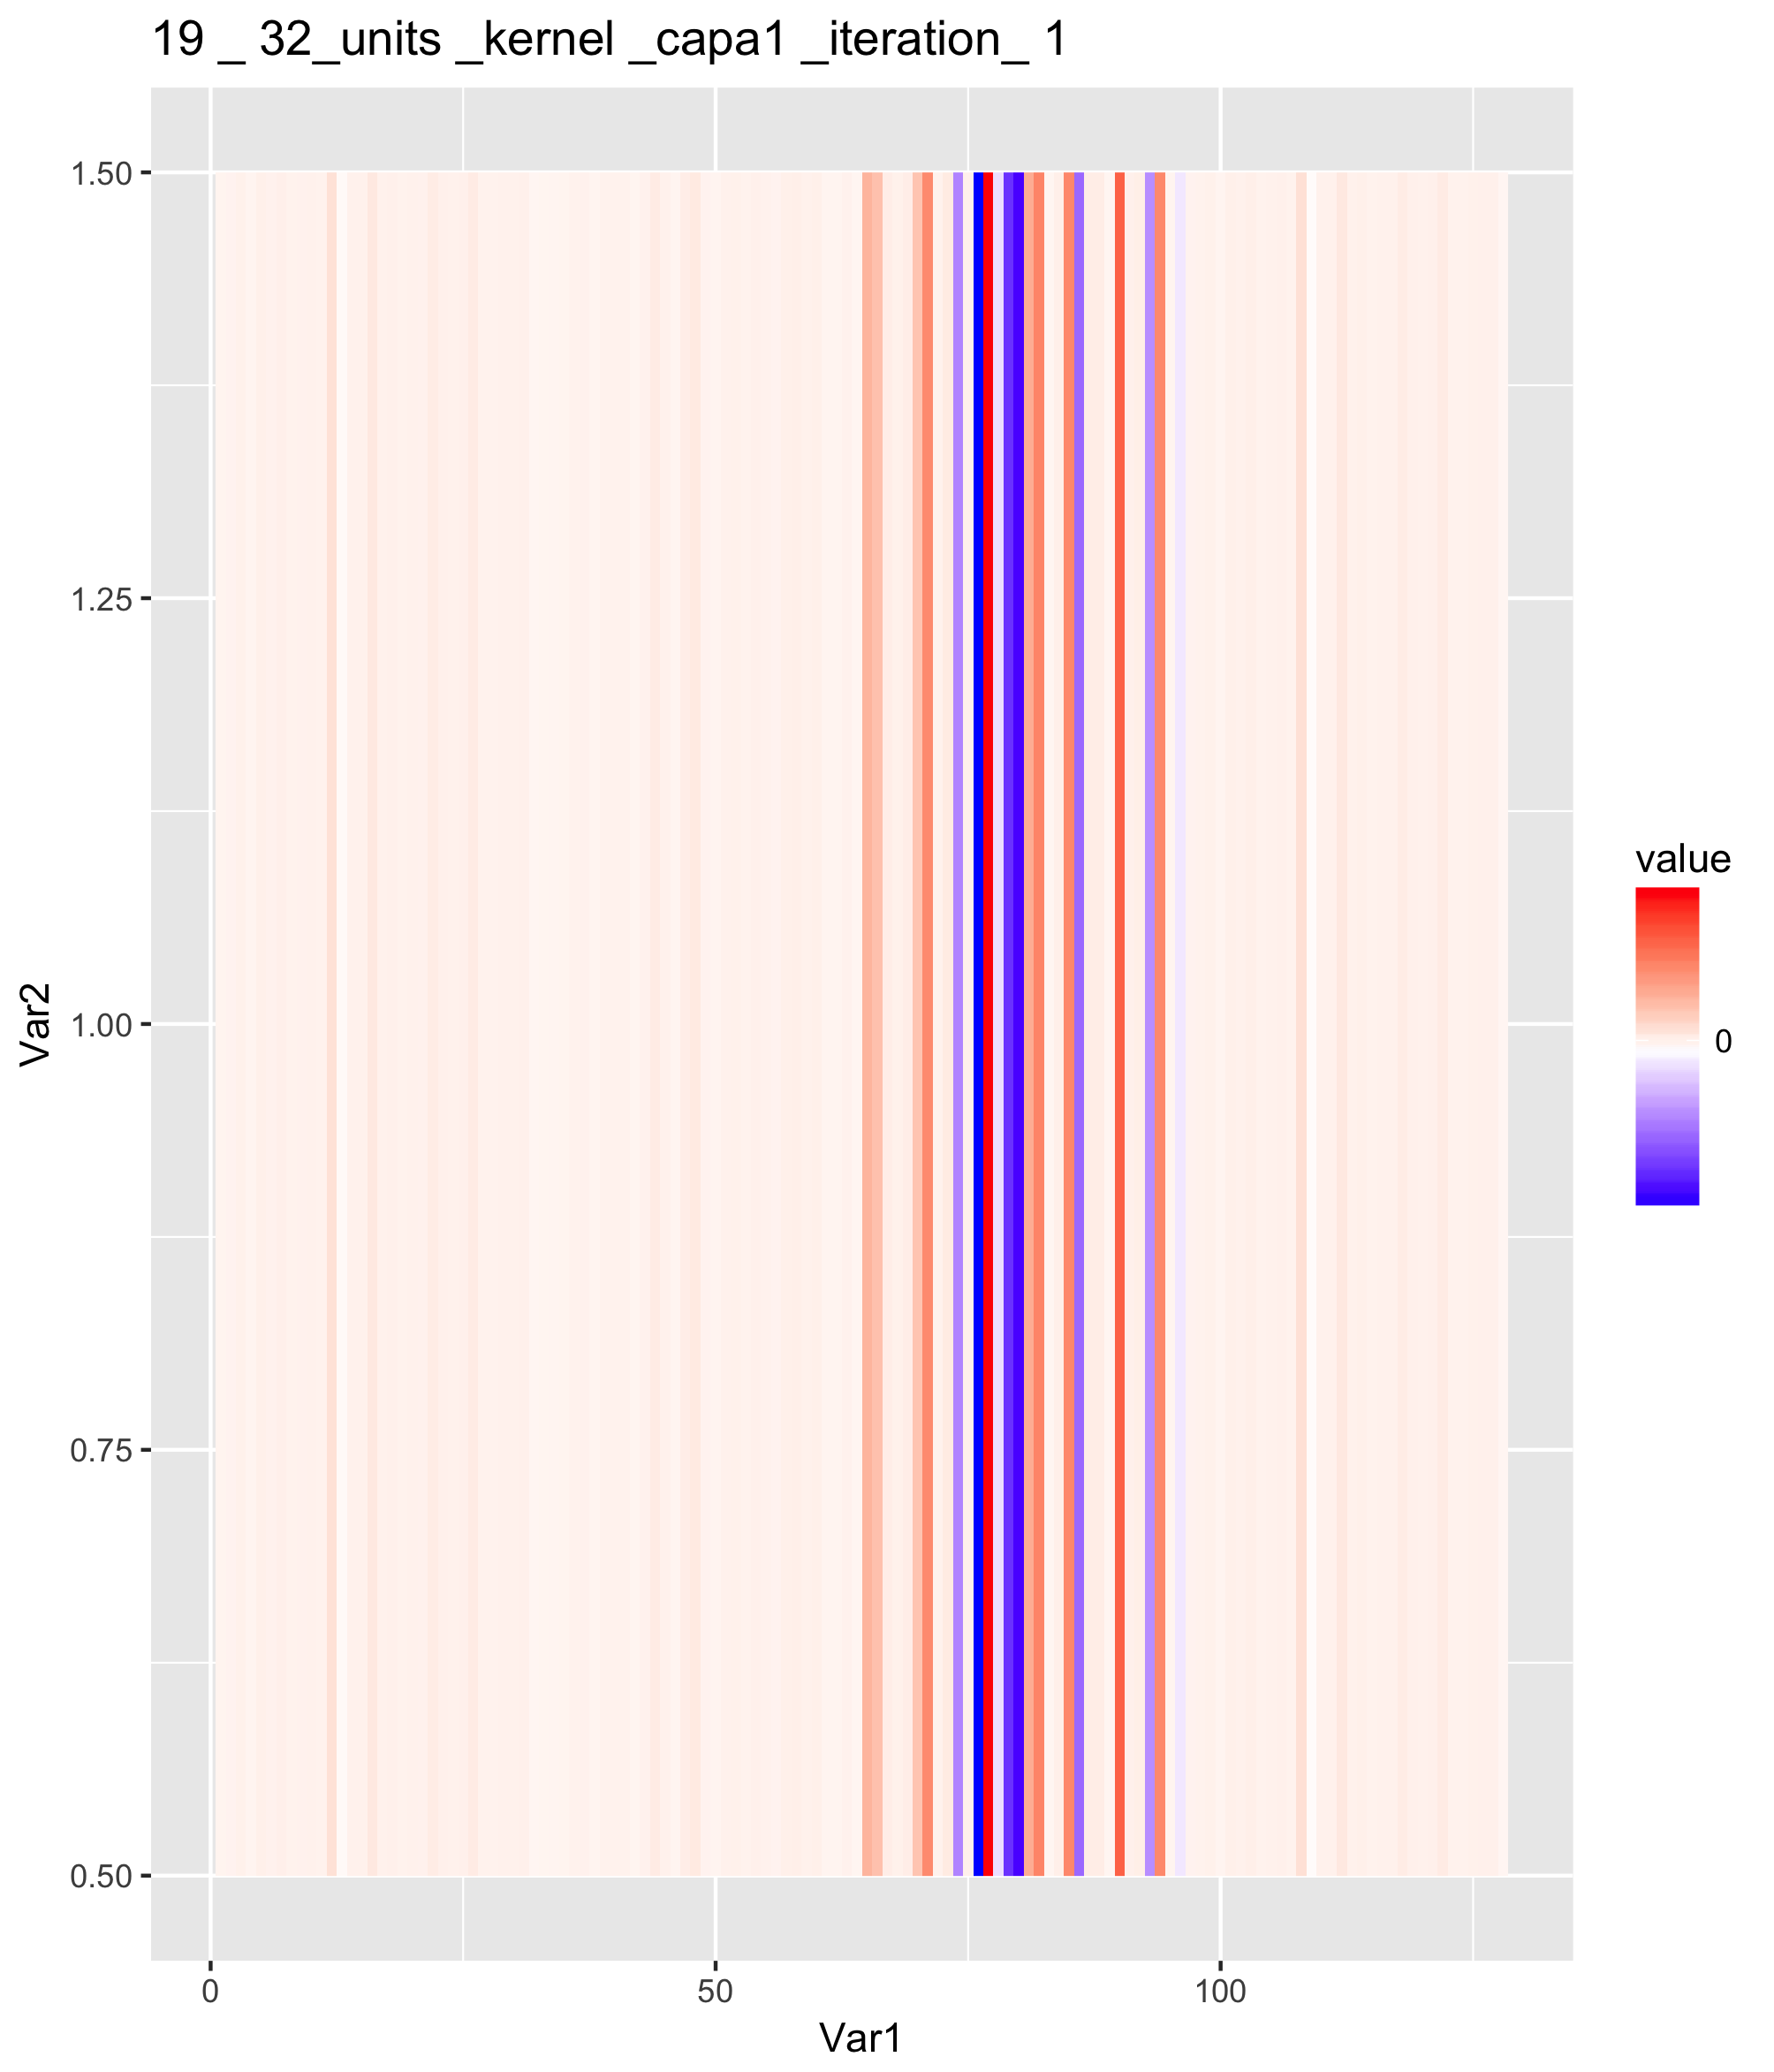 19 _ 32_units _kernel _capa1 _iteration_ 1
1.50
1.25
1.00
0.75
0.50
Var2
0
50
100
Var1
value
0